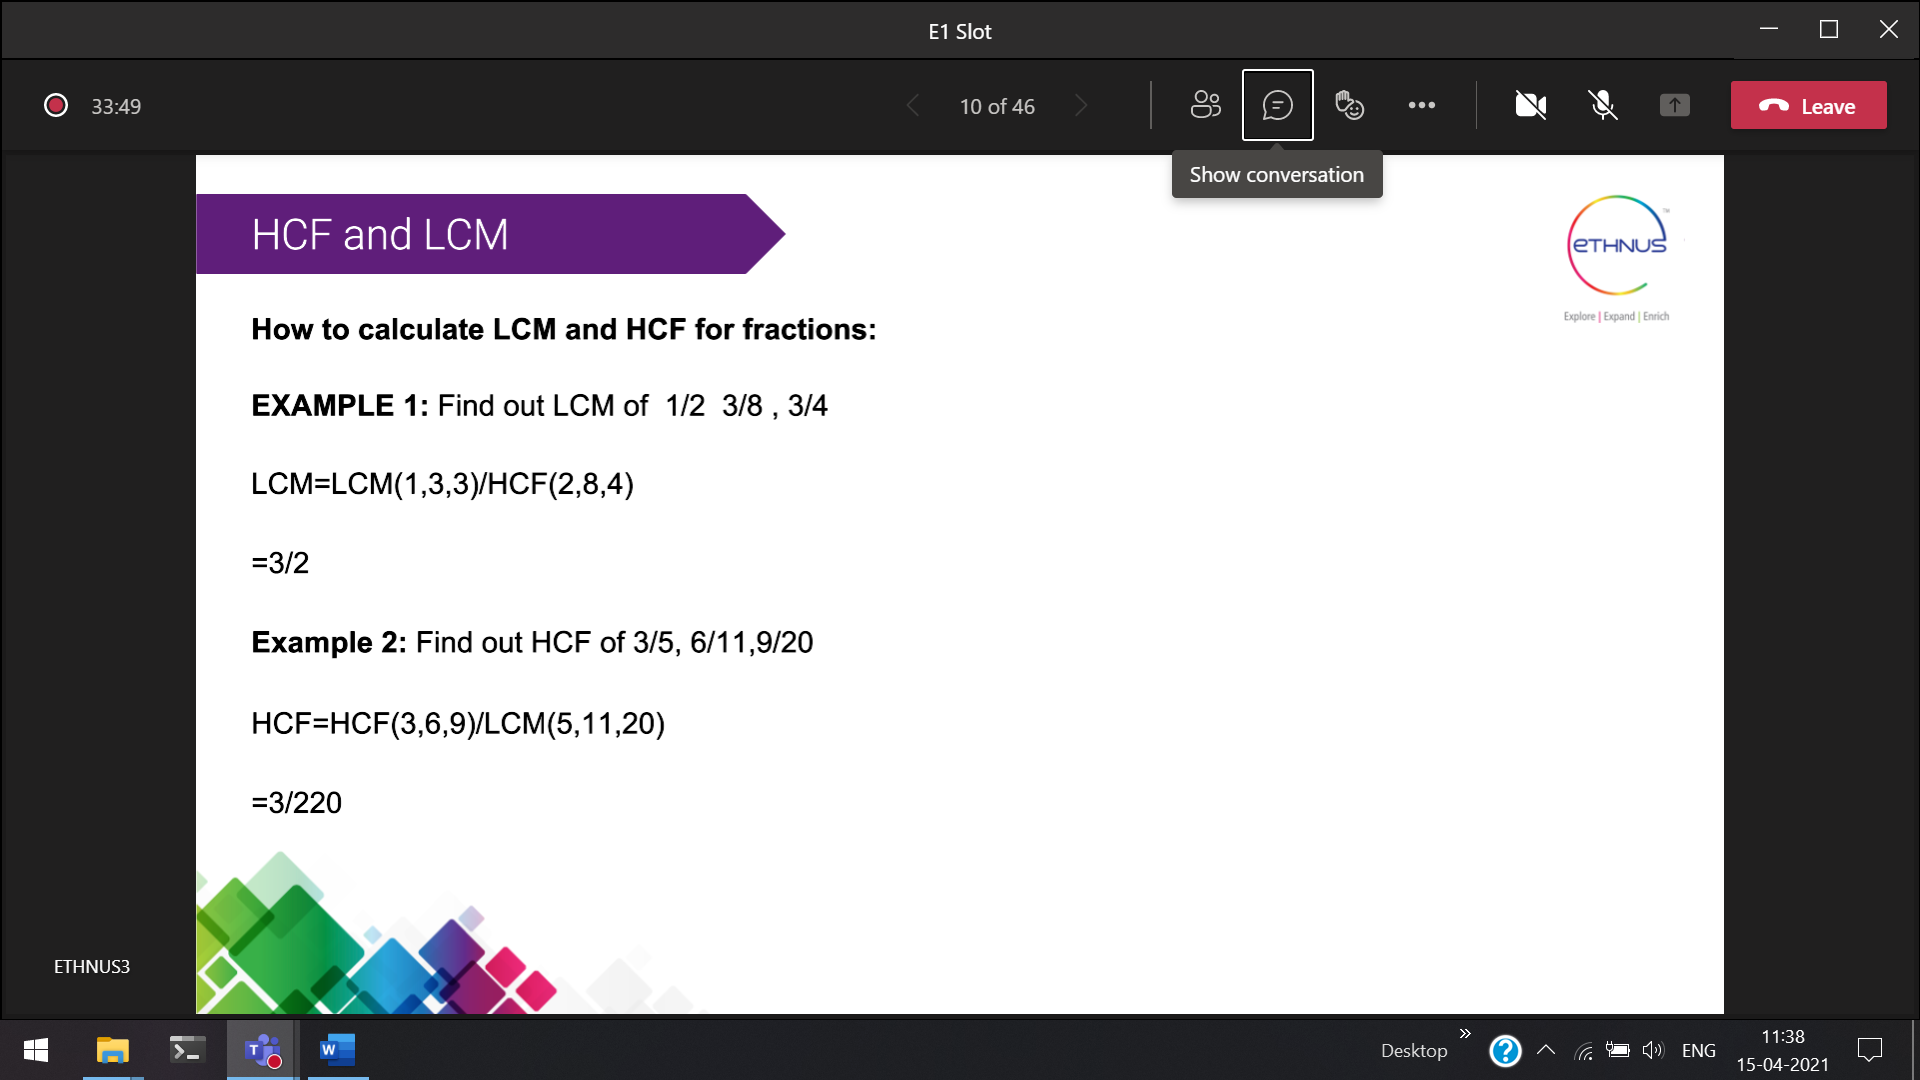 E1 Slot
33:49
10 of 46
Leave
Show conversation
HCF and LCM
eTHNUS
TM
Explore | Expand | Enrich
How to calculate LCM and HCF for fractions:
EXAMPLE 1: Find out LCM of 1/2 3/8 , 3/4
LCM=LCM(1,3,3)/HCF(2,8,4)
=3/2
Example 2: Find out HCF of 3/5, 6/11,9/20
HCF=HCF(3,6,9)/LCM(5,11,20)
=3/220
ETHNUS3
T
W
Desktop
»
?
ENG
11:38
15-04-2021